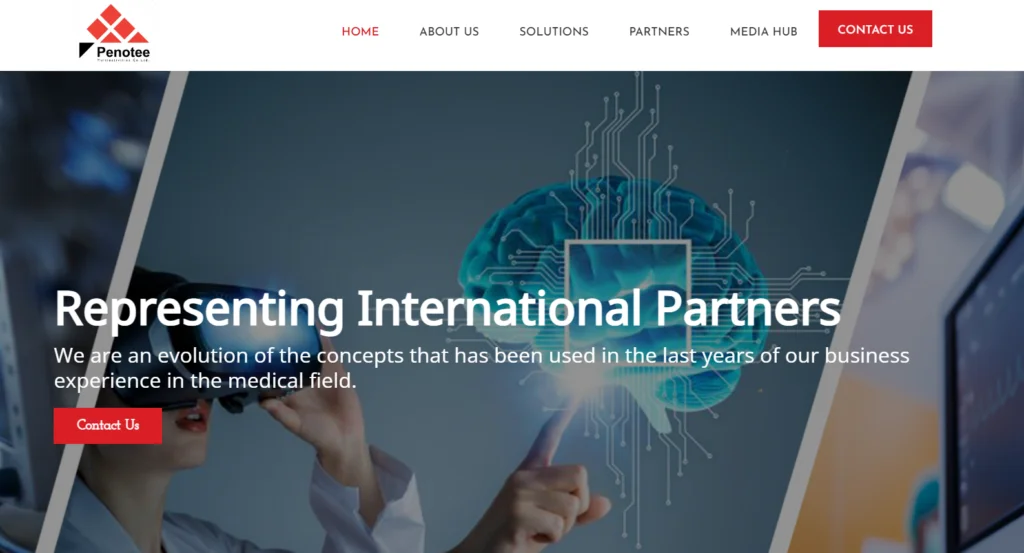 Penotee
HOME
ABOUT US
SOLUTIONS
PARTNERS
MEDIA HUB
CONTACT US
Representing International Partners
We are an evolution of the concepts that has been used in the last years of our business
experience in the medical field.
Contact Us